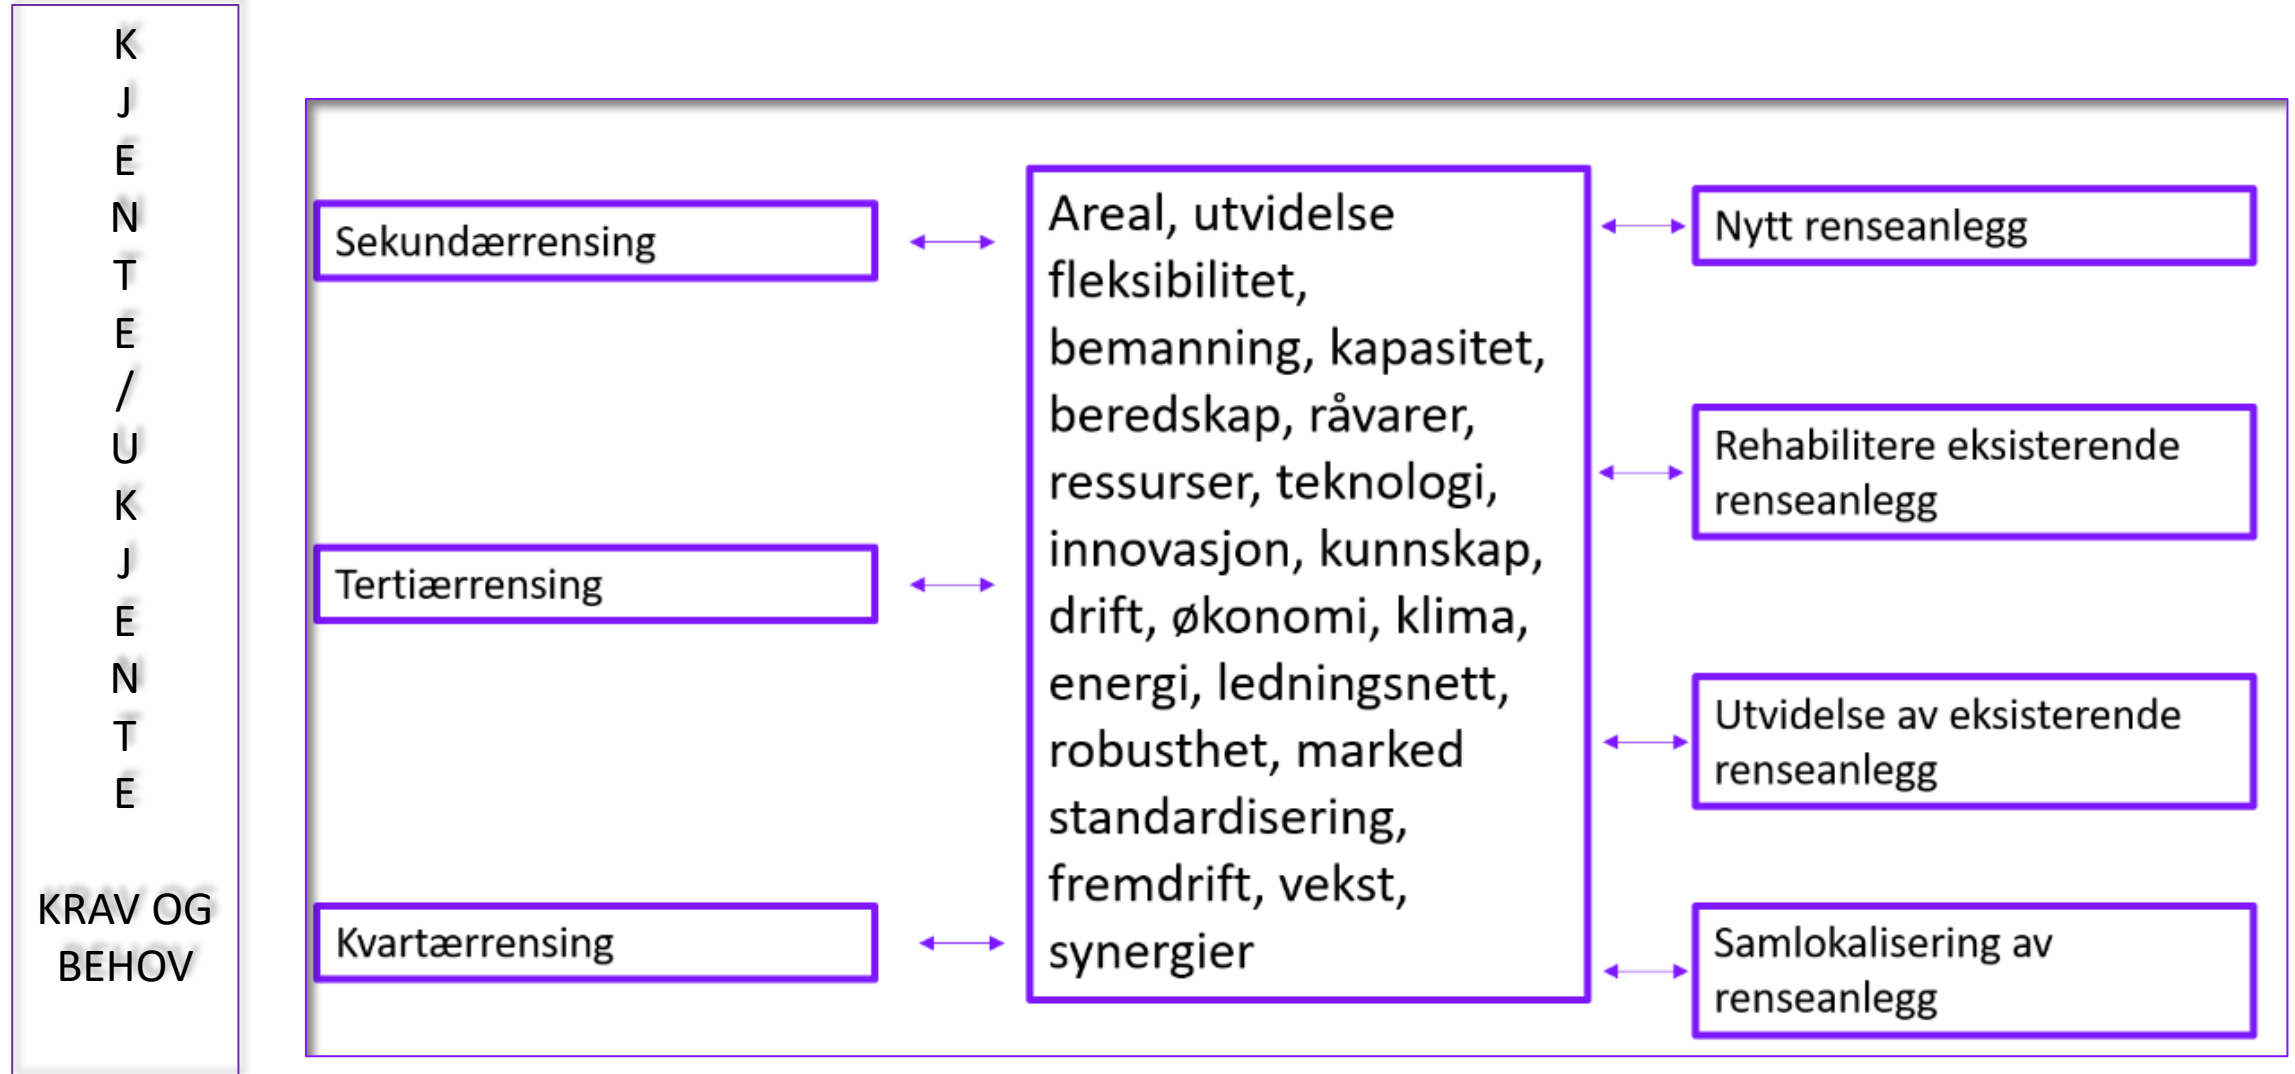 K
J
E
N
T
E
/
U
K
J
E
N
T
E
KRAV OG
BEHOV
Sekundærrensing
Tertiærrensing
Kvartærrensing
Areal, utvidelse
fleksibilitet,
bemanning, kapasitet,
beredskap, råvarer,
ressurser, teknologi,
innovasjon, kunnskap,
drift, økonomi, klima,
energi, ledningsnett,
robusthet, marked
standardisering,
fremdrift, vekst,
synergier
Nytt renseanlegg
Rehabilitere eksisterende
renseanlegg
Utvidelse av eksisterende
renseanlegg
Samlokalisering av
renseanlegg